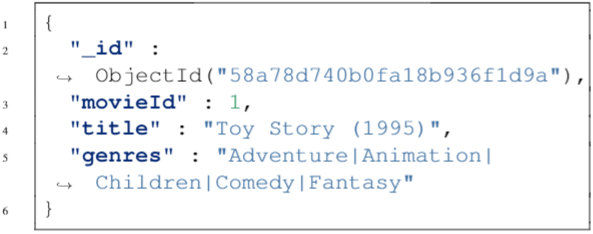 1 {
2 "_id" :
↪ ObjectId("58a78d740b0fa18b936f1d9a"),
3 "movieId" : 1,
4 "title" : "Toy Story (1995)",
5 "genres" : "Adventure|Animation|
↪ Children|Comedy|Fantasy"
6 }